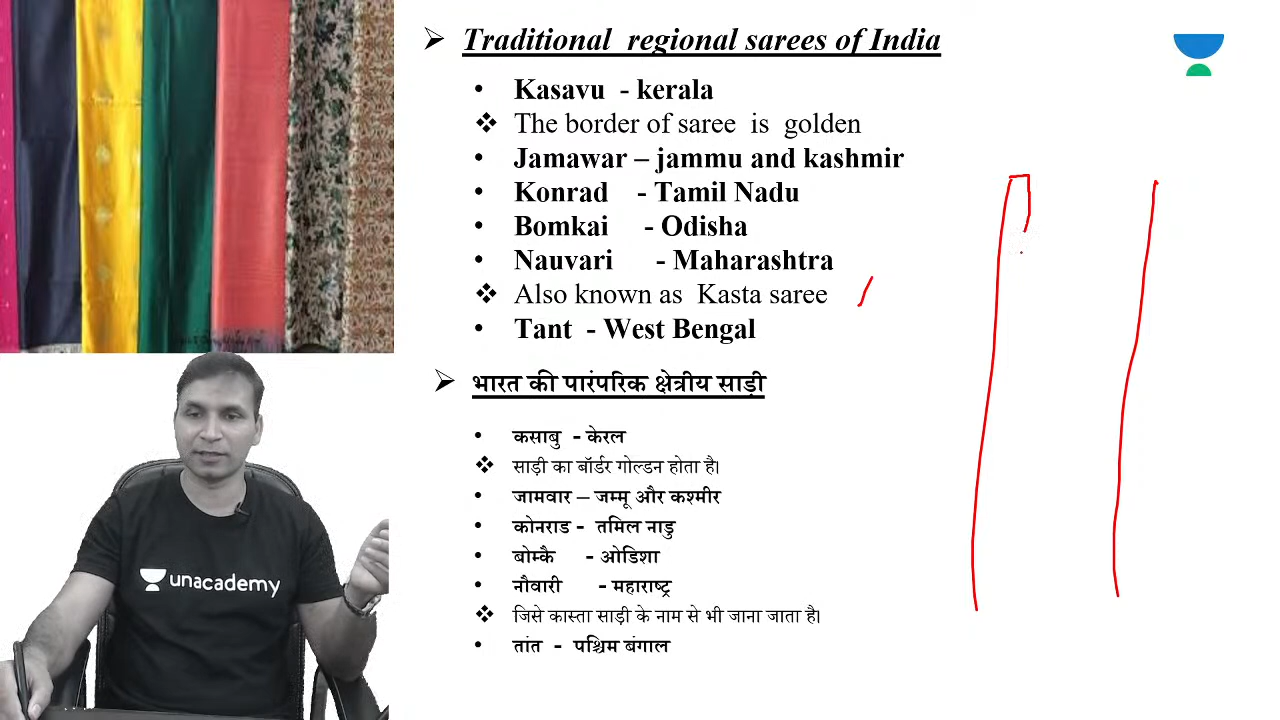 ➢ Traditional regional sarees of India
• Kasavu - kerala
❖ The border of saree is golden
• Jamawar – jammu and kashmir
• Konrad - Tamil Nadu
• Bomkai - Odisha
• Nauvari - Maharashtra
❖ Also known as Kasta saree
• Tant - West Bengal
➢ भारत की पारंपरिक क्षेत्रीय साड़ी
• कसाबु - केरल
❖ साड़ी का बॉर्डर गोल्डन होता है।
• जामवार – जम्मू और कश्मीर
• कोनराड - तमिल नाडु
• बोम्कै - ओडिशा
• नौवारी - महाराष्ट्र
❖ जिसे कास्ता साड़ी के नाम से भी जाना जाता है।
• तांत - पश्चिम बंगाल
unacademy